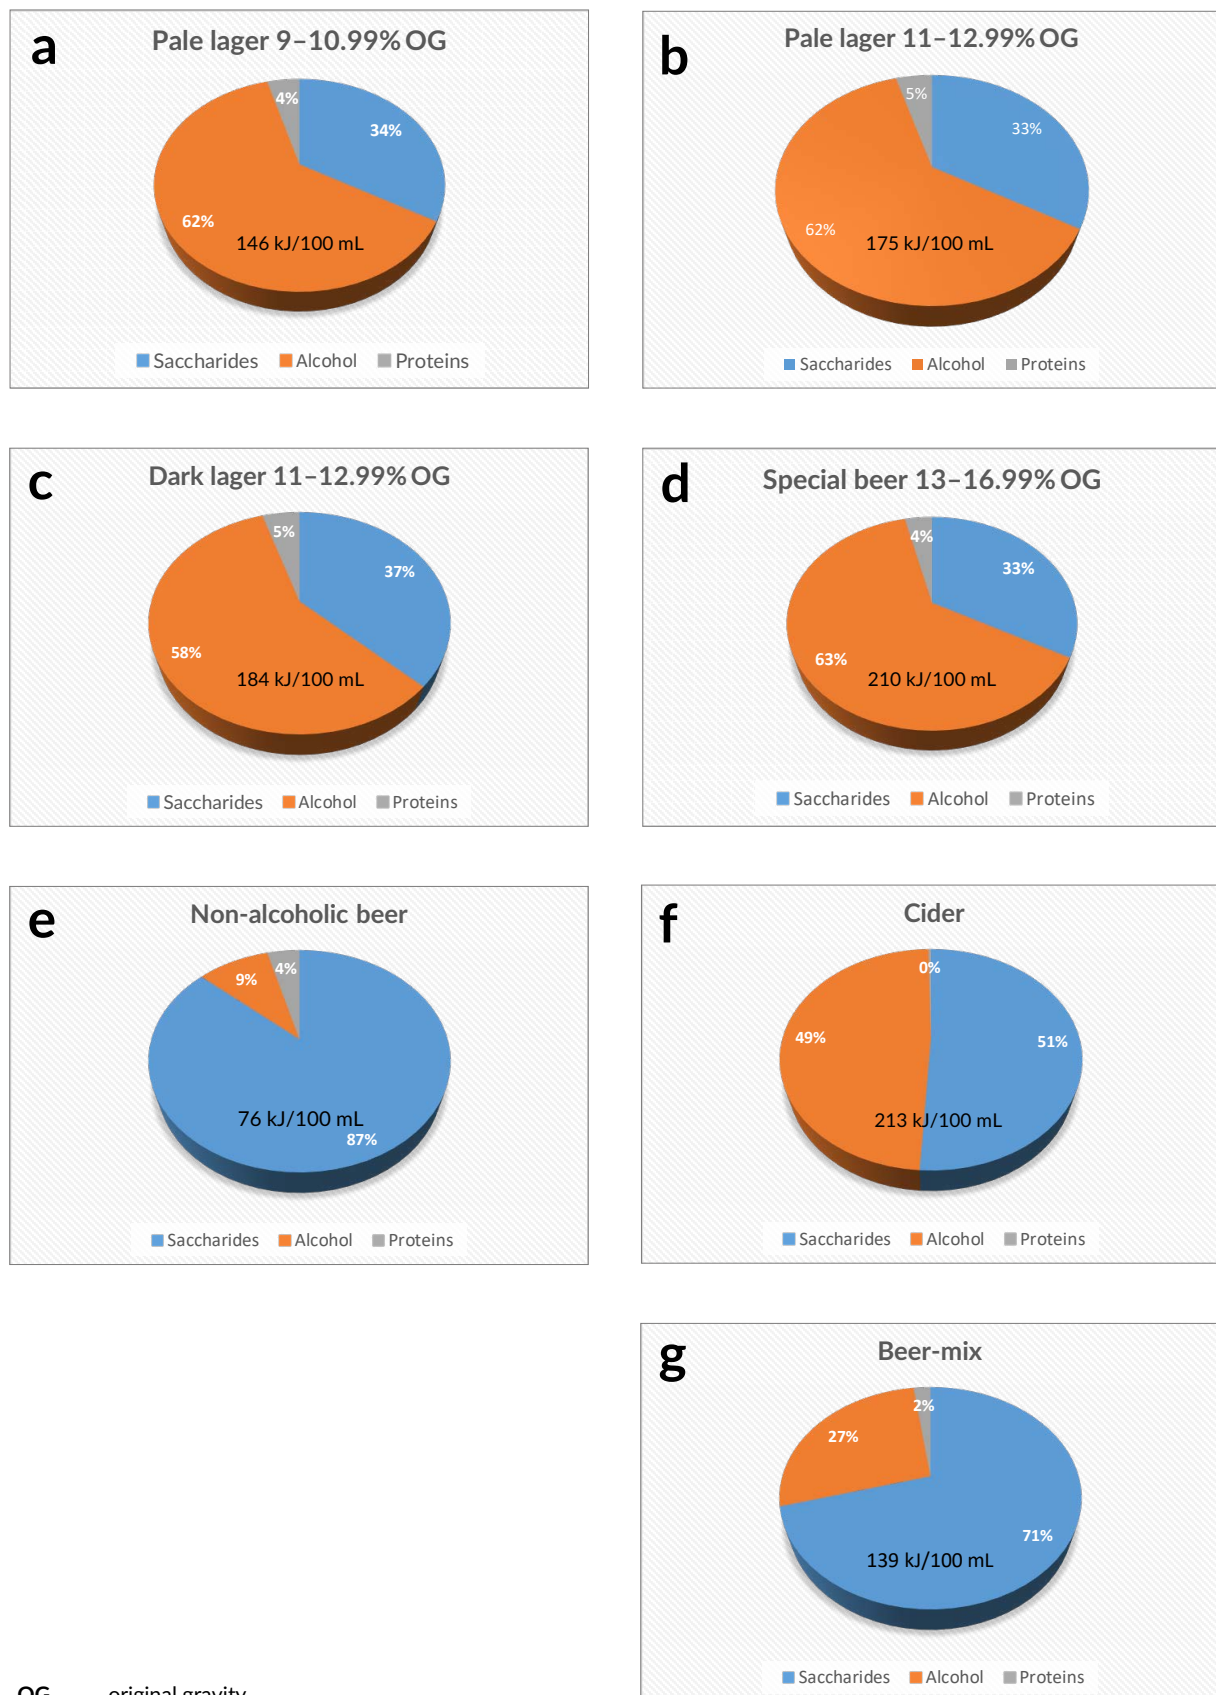 a
Pale lager 9–10.99% OG
4%
34%
62%
146 kJ/100 mL
Saccharides Alcohol Proteins
b
Pale lager 11–12.99% OG
5%
33%
62%
175 kJ/100 mL
Saccharides Alcohol Proteins
c
Dark lager 11–12.99% OG
5%
37%
58%
184 kJ/100 mL
Saccharides Alcohol Proteins
d
Special beer 13–16.99% OG
4%
33%
63%
210 kJ/100 mL
Saccharides Alcohol Proteins
e
Non-alcoholic beer
4%
9%
76 kJ/100 mL
87%
Saccharides Alcohol Proteins
f
Cider
0%
49%
51%
213 kJ/100 mL
Saccharides Alcohol Proteins
g
Beer-mix
2%
27%
71%
139 kJ/100 mL
Saccharides Alcohol Proteins
OG original gravity